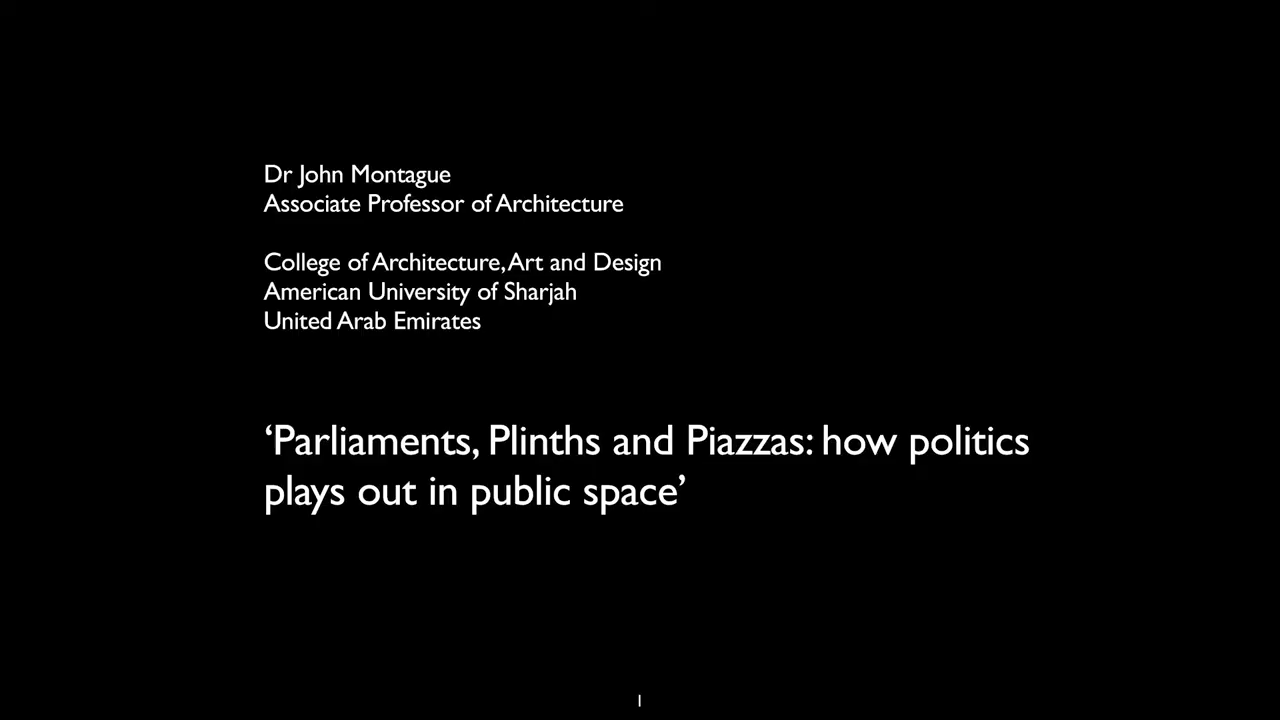 Dr John Montague
Associate Professor of Architecture
College of Architecture, Art and Design
American University of Sharjah
United Arab Emirates
‘Parliaments, Plinths and Piazzas: how politics
plays out in public space’
1